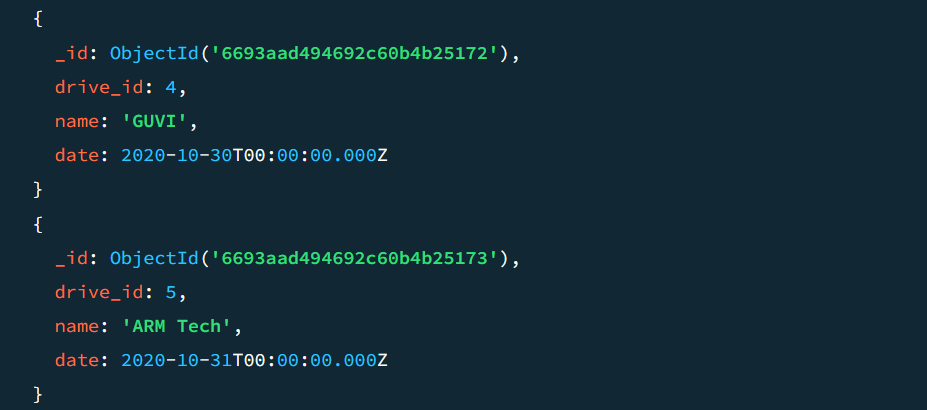 {
_id: ObjectId('6693aad494692c60b4b25172'),
drive_id: 4,
name: 'GUVI',
date: 2020-10-30T00:00:00.000Z
}
{
_id: ObjectId('6693aad494692c60b4b25173'),
drive_id: 5,
name: 'ARM Tech',
date: 2020-10-31T00:00:00.000Z
}